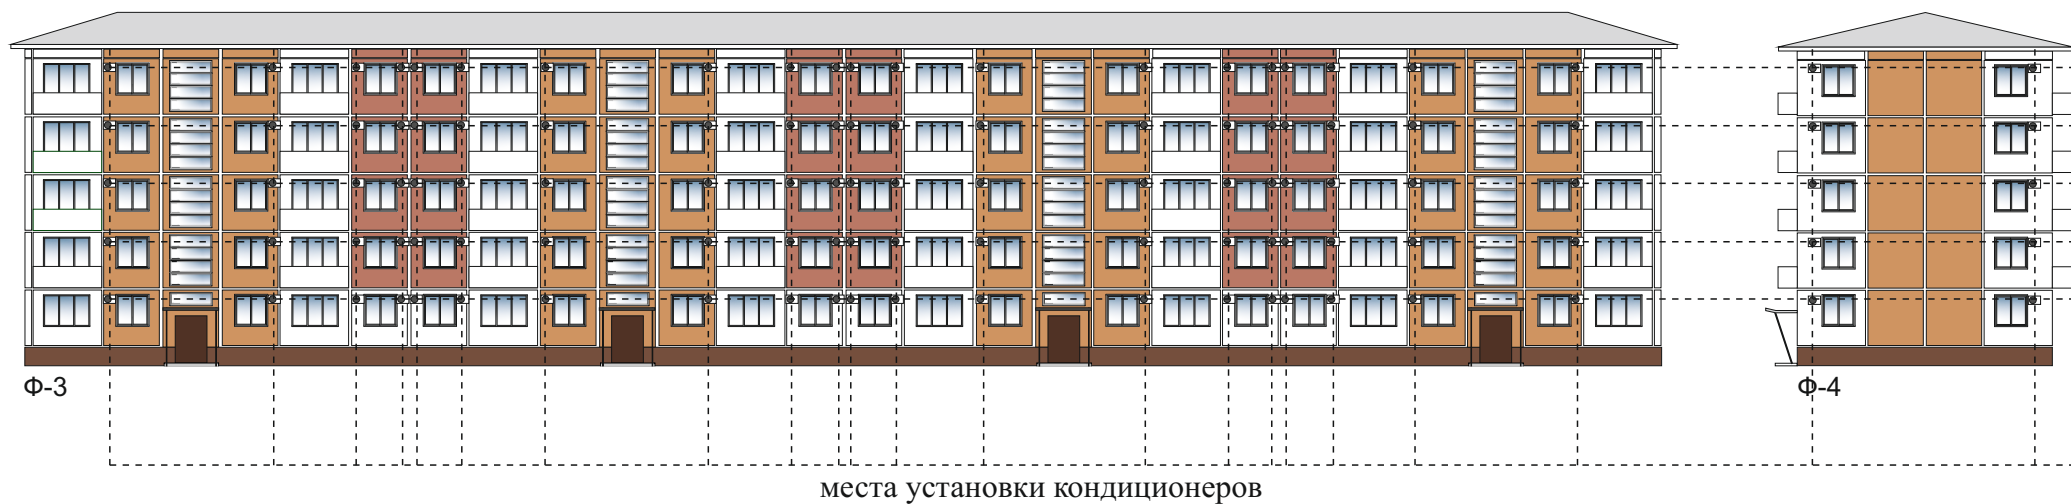 Ф-3
Ф-4
места установки кондиционеров